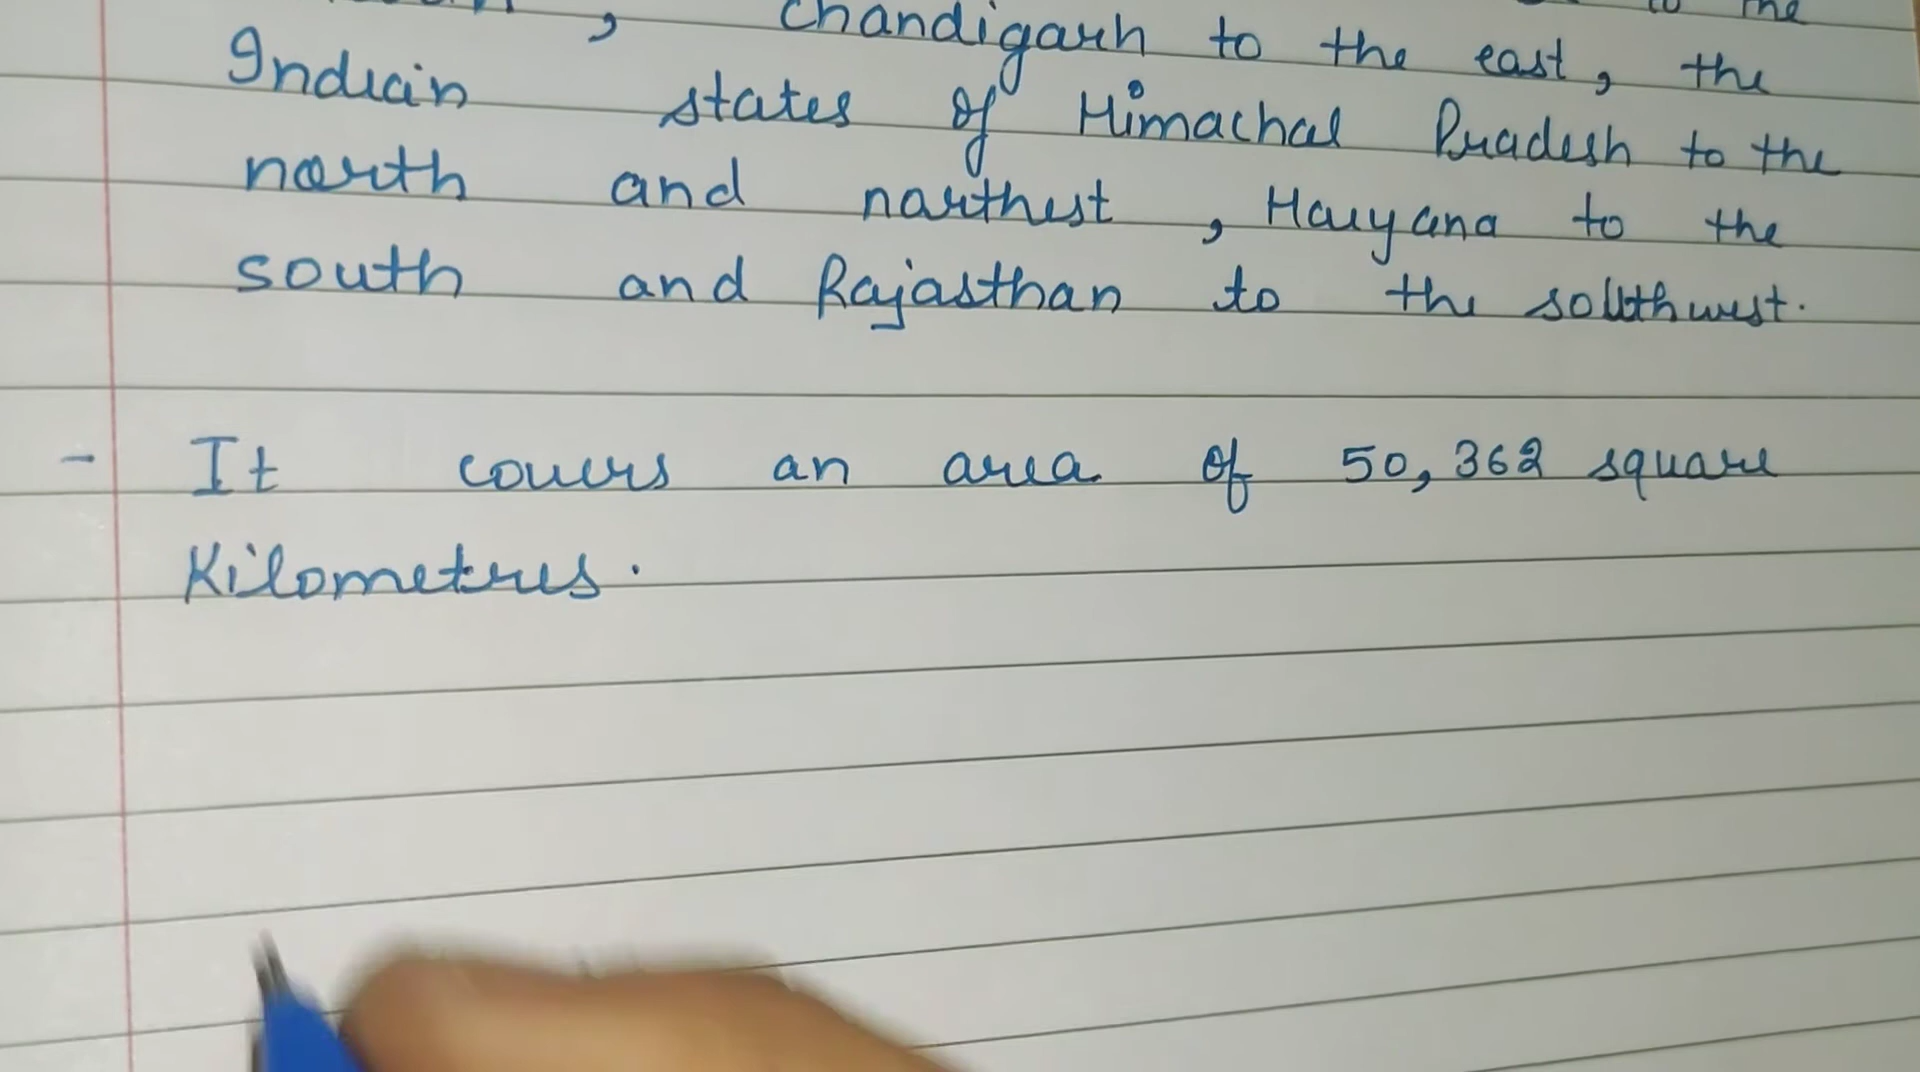 , Chandigarh to the east, the
Indian states of Himachal Pradesh to the
north and northest, Haryana to the
south and Rajasthan to the southwest.
- It covers an area of 50,362 square
Kilometres.